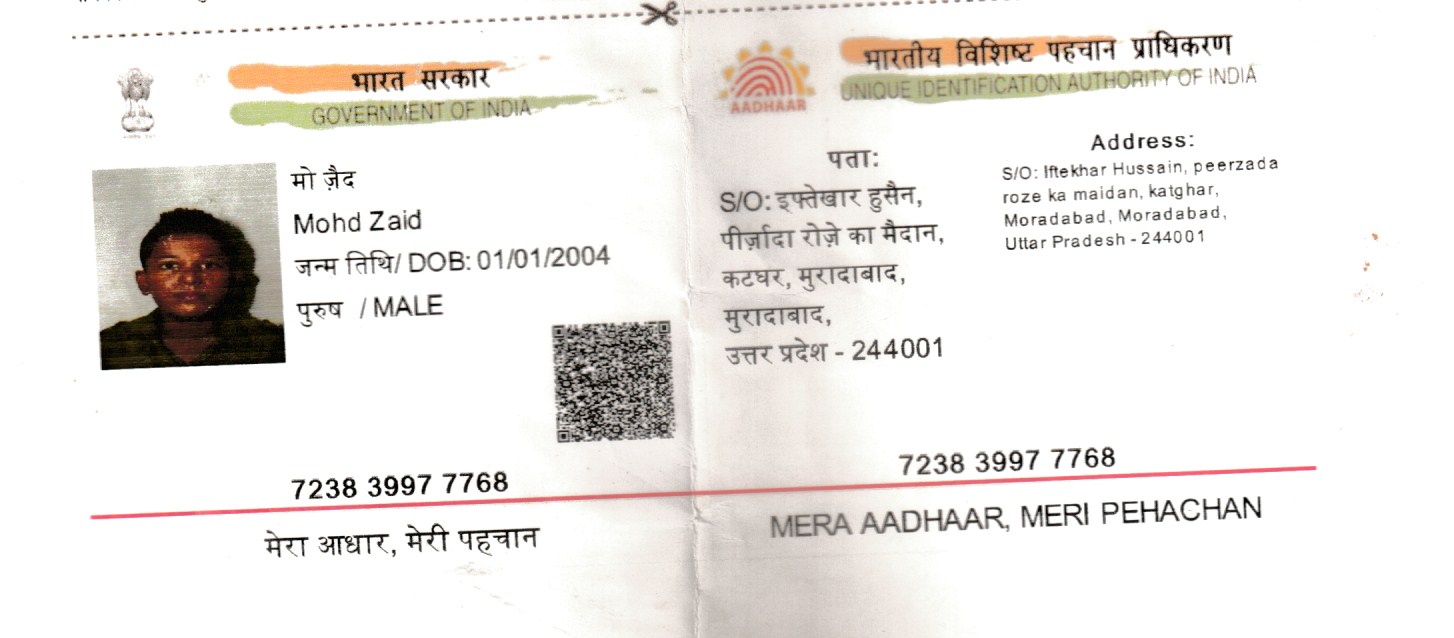 भारत सरकार
GOVERNMENT OF INDIA
मो ज़ैद
Mohd Zaid
जन्म तिथि/ DOB: 01/01/2004
पुरुष / MALE
7238 3997 7768
मेरा आधार, मेरी पहचान
भारतीय विशिष्ट पहचान प्राधिकरण
UNIQUE IDENTIFICATION AUTHORITY OF INDIA
AADHAAR
पता:
S/O: इफ्तेखार हुसैन,
पीर्ज़ादा रोज़े का मैदान,
कटघर, मुरादाबाद,
मुरादाबाद,
उत्तर प्रदेश - 244001
Address:
S/O: Iftekhar Hussain, peerzada
roze ka maidan, katghar,
Moradabad, Moradabad,
Uttar Pradesh - 244001
7238 3997 7768
MERA AADHAAR, MERI PEHACHAN